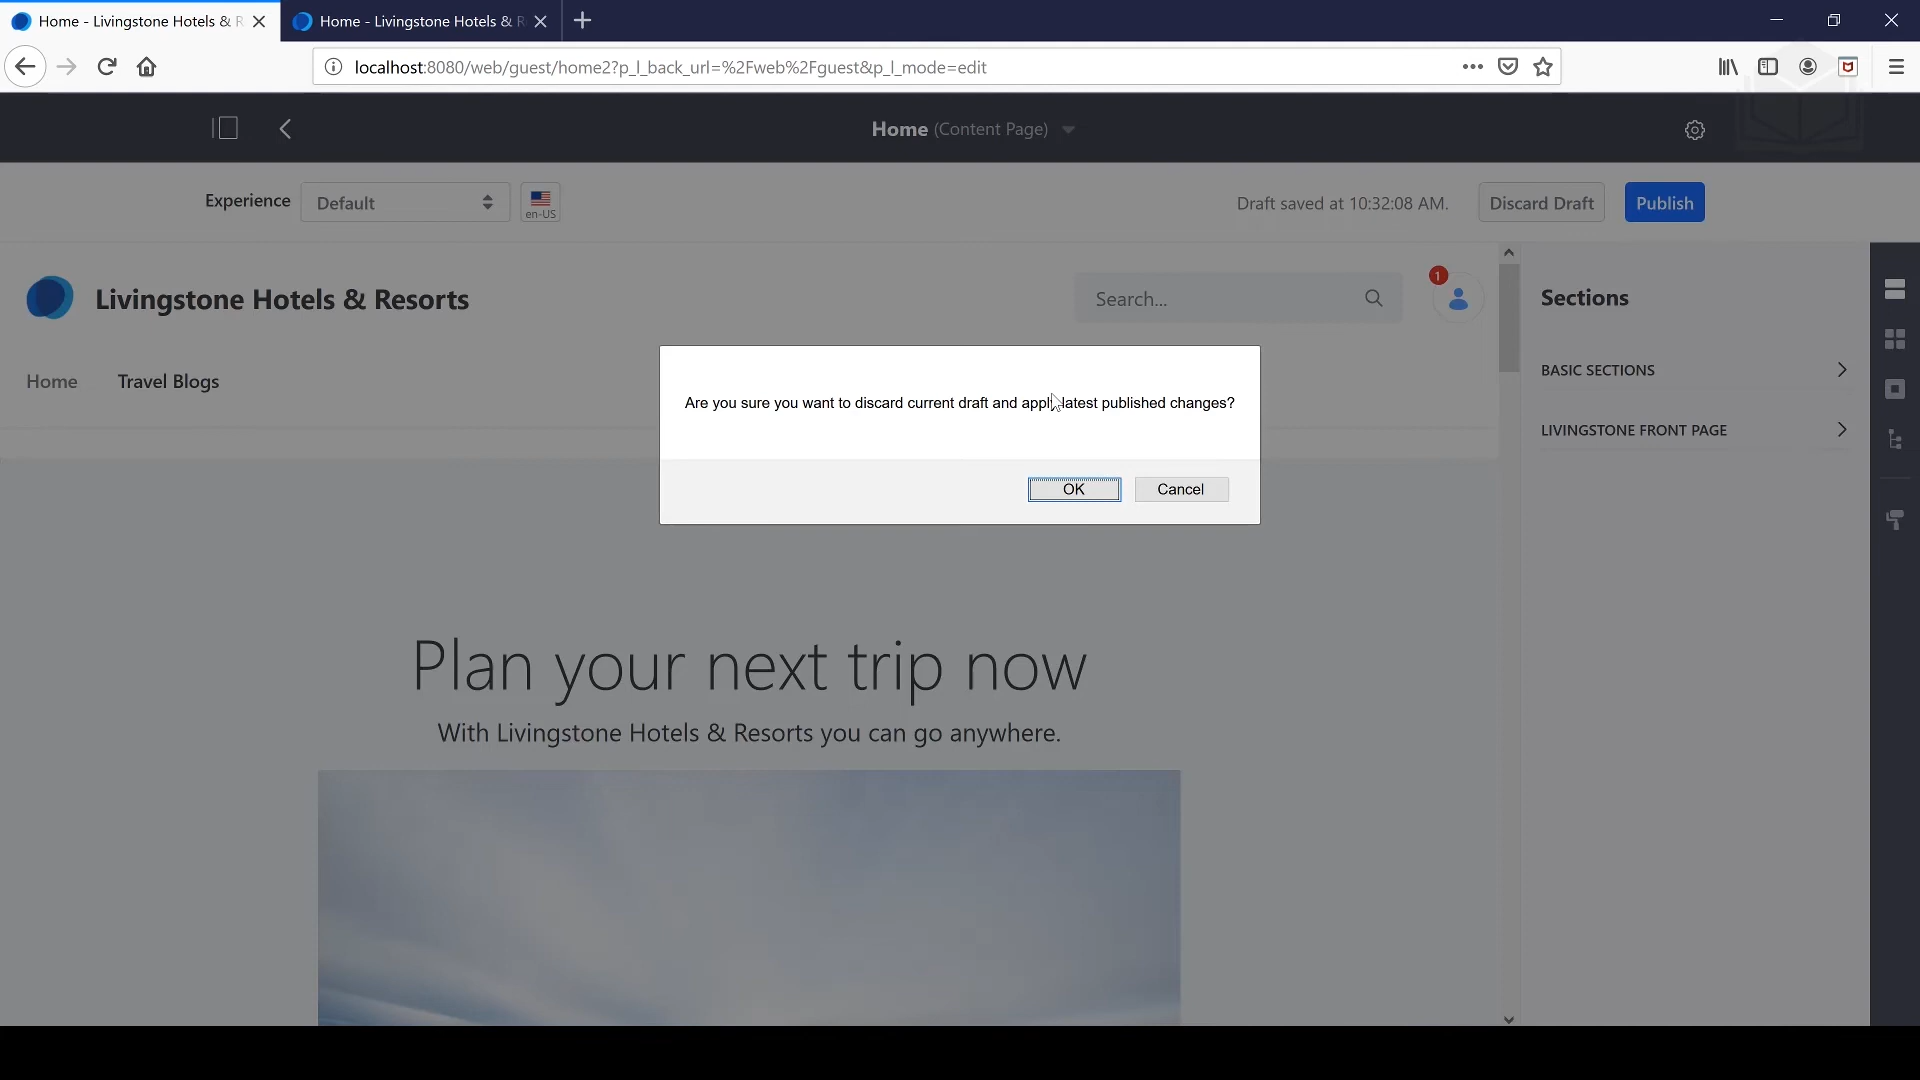 Home - Livingstone Hotels & R
Home - Livingstone Hotels & R
localhost:8080/web/guest/home2?p_l_back_url=%2Fweb%2Fguest&p_l_mode=edit
Home (Content Page)
Experience
Default
en-US
Draft saved at 10:32:08 AM.
Discard Draft
Publish
Livingstone Hotels & Resorts
Search...
1
Sections
Home
Travel Blogs
BASIC SECTIONS
LIVINGSTONE FRONT PAGE
Are you sure you want to discard current draft and apply latest published changes?
OK
Cancel
Plan your next trip now
With Livingstone Hotels & Resorts you can go anywhere.